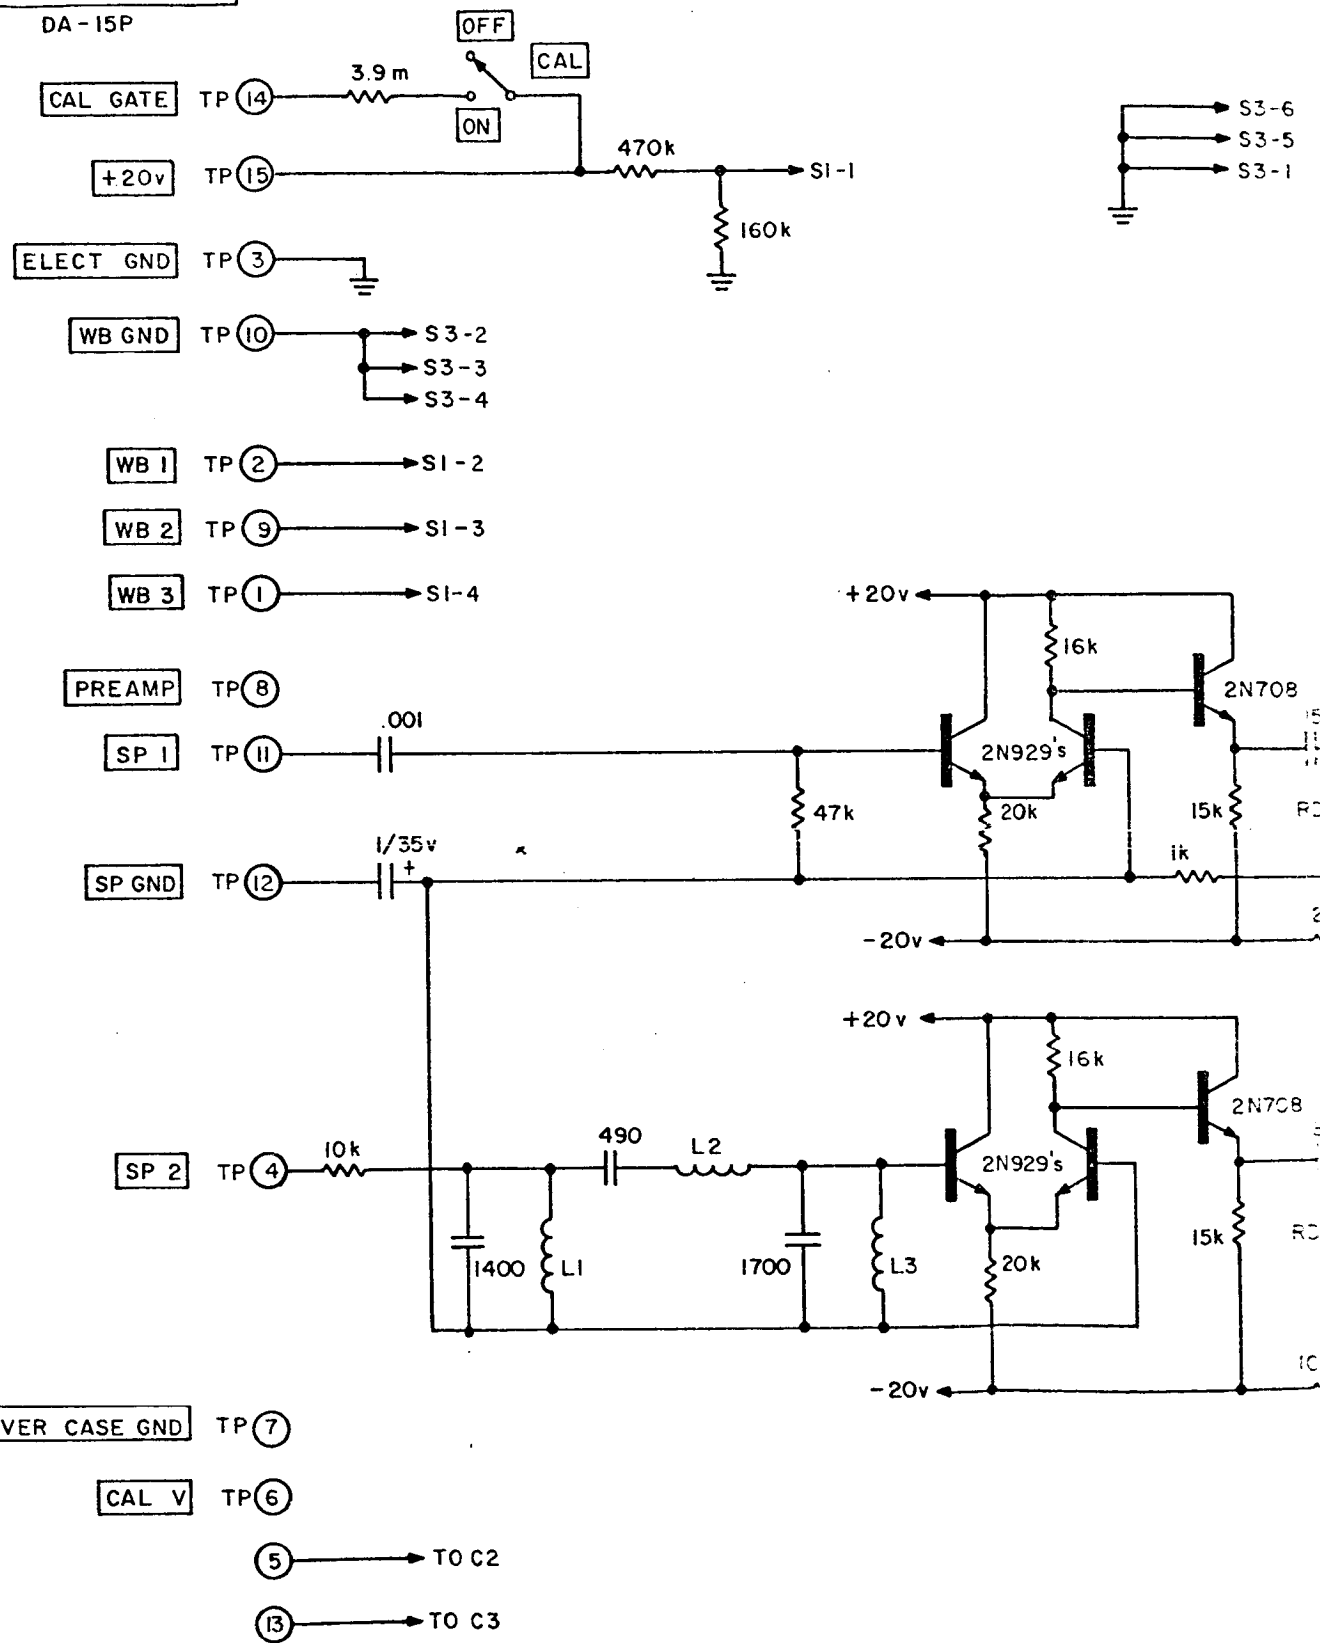 DA-15P
OFF
CAL
3.9m
CAL GATE TP 14
ON
S3-6
S3-5
S3-1
470k
+20v TP 15
S1-1
160k
ELECT GND TP 3
WB GND TP 10
S3-2
S3-3
S3-4
WB 1 TP 2 S1-2
WB 2 TP 9 S1-3
WB 3 TP 1 S1-4
+20v
16k
PREAMP TP 8
2N708
.001
SP 1 TP 11
2N929's
47k
20k
15k
1/35v
+
1k
SP GND TP 12
-20v
+20v
16k
2N708
490
L2
10k
SP 2 TP 4
2N929's
1400
L1
1700
L3
20k
15k
-20v
VER CASE GND TP 7
CAL V TP 6
5 TO C2
13 TO C3